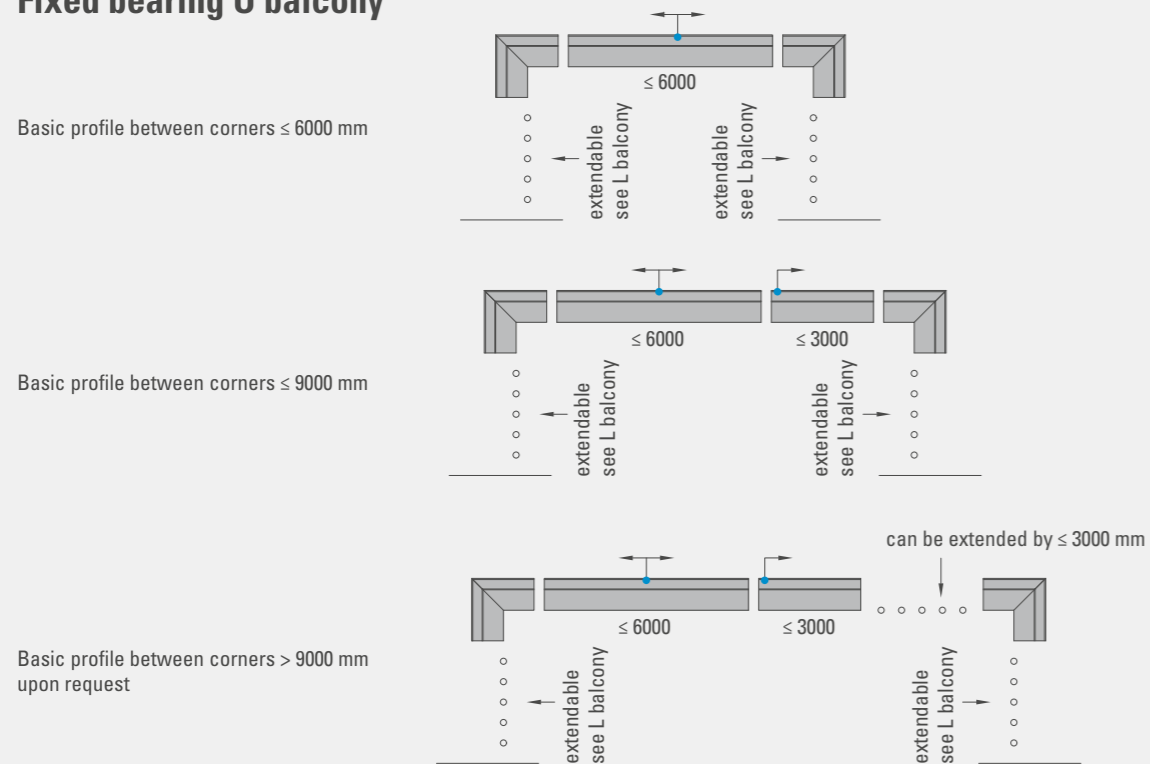 Fixed bearing U balcony
≤ 6000
Basic profile between corners ≤ 6000 mm
extendable
see L balcony
extendable
see L balcony
≤ 6000
≤ 3000
Basic profile between corners ≤ 9000 mm
extendable
see L balcony
extendable
see L balcony
can be extended by ≤ 3000 mm
≤ 6000
≤ 3000
Basic profile between corners > 9000 mm
upon request
extendable
see L balcony
extendable
see L balcony